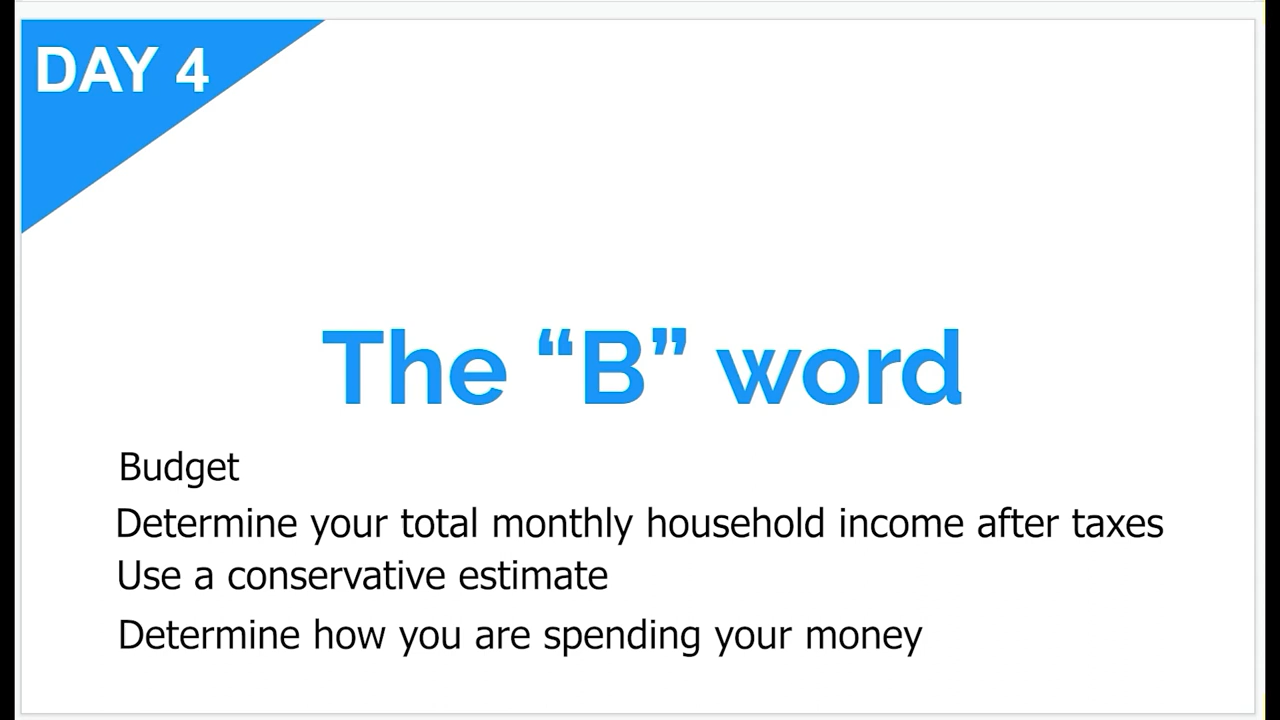 DAY 4
The “B” word
Budget
Determine your total monthly household income after taxes
Use a conservative estimate
Determine how you are spending your money